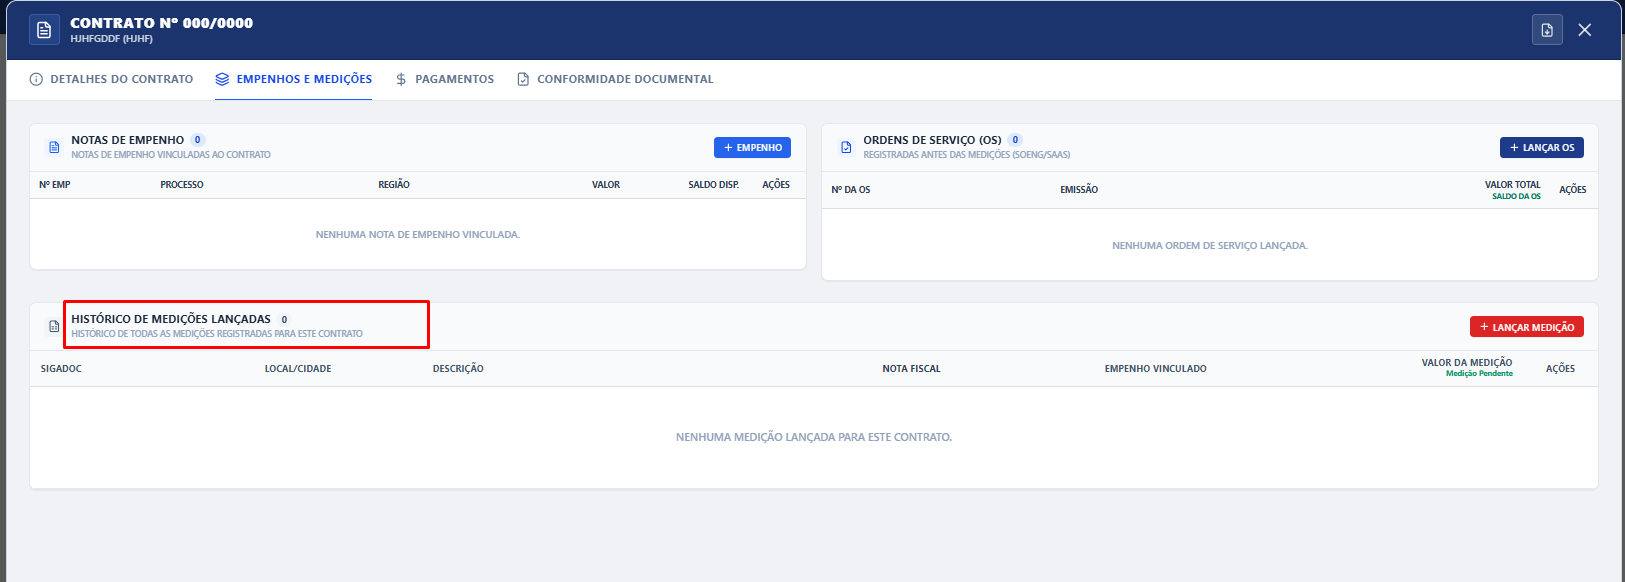 CONTRATO Nº 000/0000
HJHFGDDF (HJHF)
DETALHES DO CONTRATO
EMPENHOS E MEDIÇÕES
PAGAMENTOS
CONFORMIDADE DOCUMENTAL
NOTAS DE EMPENHO 0
NOTAS DE EMPENHO VINCULADAS AO CONTRATO
+ EMPENHO
Nº EMP PROCESSO REGIÃO VALOR SALDO DISP. AÇÕES
NENHUMA NOTA DE EMPENHO VINCULADA.
ORDENS DE SERVIÇO (OS) 0
REGISTRADAS ANTES DAS MEDIÇÕES (SOENG/SAAS)
+ LANÇAR OS
Nº DA OS EMISSÃO VALOR TOTAL AÇÕES
SALDO DA OS
NENHUMA ORDEM DE SERVIÇO LANÇADA.
HISTÓRICO DE MEDIÇÕES LANÇADAS 0
HISTÓRICO DE TODAS AS MEDIÇÕES REGISTRADAS PARA ESTE CONTRATO
+ LANÇAR MEDIÇÃO
SIGADOC LOCAL/CIDADE DESCRIÇÃO NOTA FISCAL EMPENHO VINCULADO VALOR DA MEDIÇÃO AÇÕES
Medição Pendente
NENHUMA MEDIÇÃO LANÇADA PARA ESTE CONTRATO.